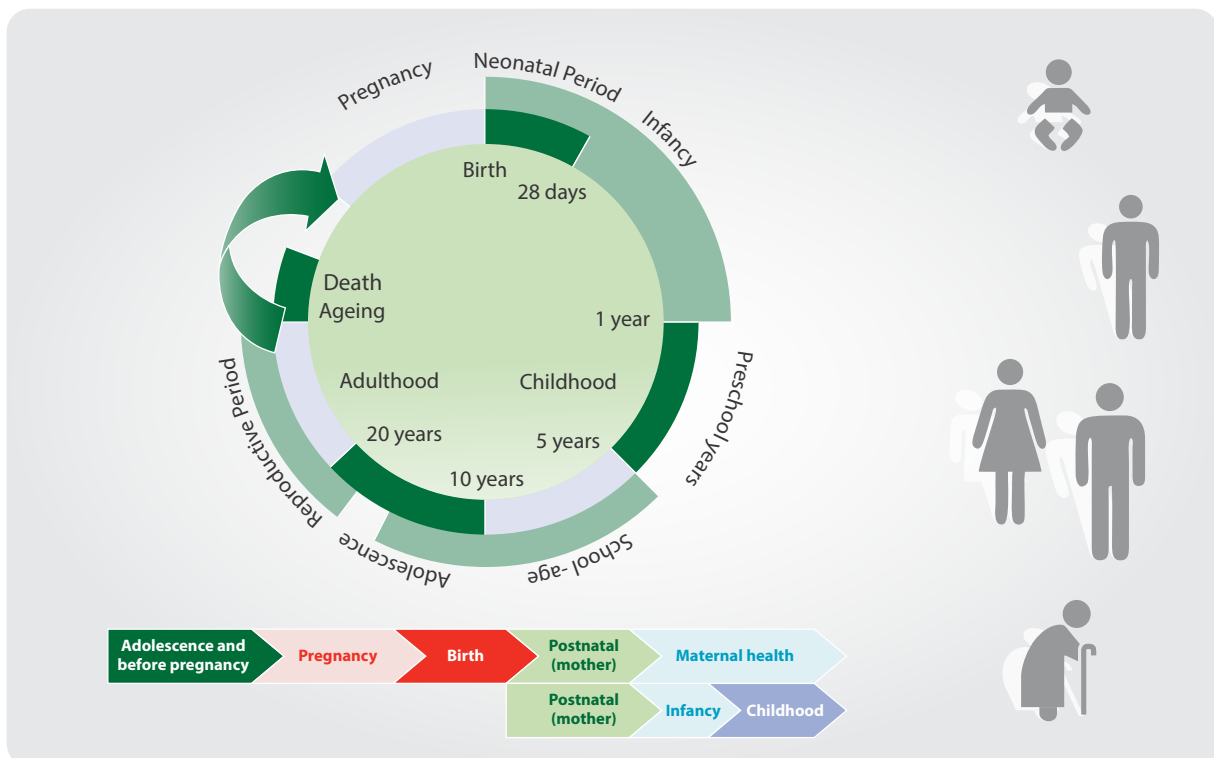 Pregnancy
Neonatal Period
Infancy
Birth
28 days
Death
Ageing
1 year
Adulthood
Childhood
20 years
5 years
10 years
Preschool years
Reproductive Period
Adolescence
School-age
Adolescence and
before pregnancy
Pregnancy
Birth
Postnatal
(mother)
Maternal health
Postnatal
(mother)
Infancy
Childhood